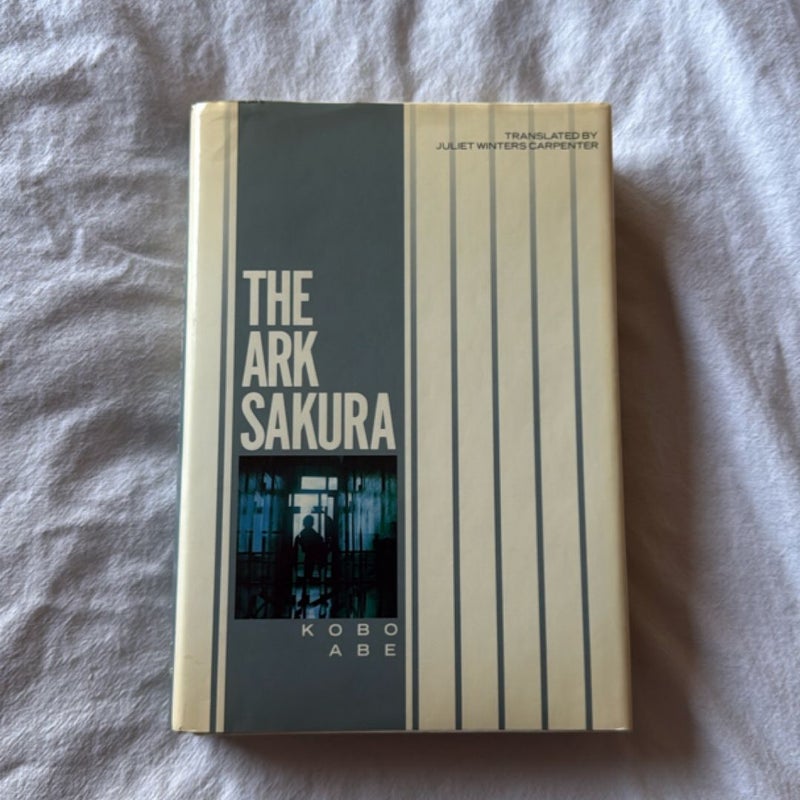 TRANSLATED BY
JULIET WINTERS CARPENTER
THE
ARK
SAKURA
KOBO
ABE